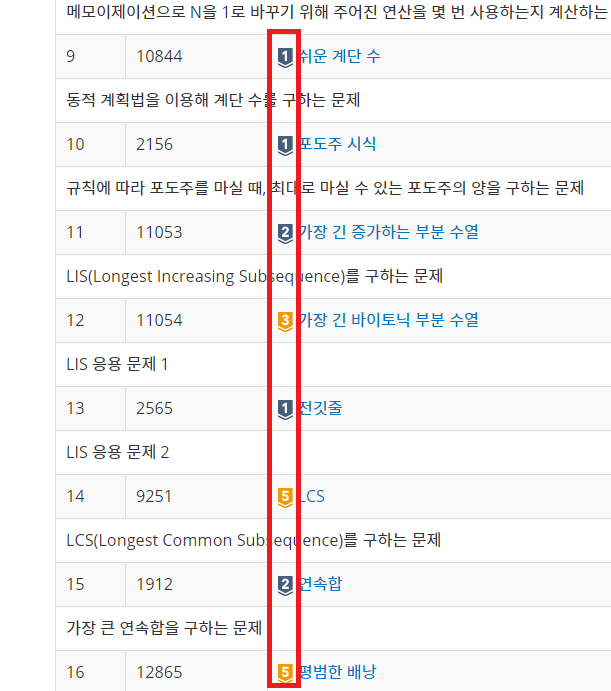 메모이제이션으로 N을 1로 바꾸기 위해 주어진 연산을 몇 번 사용하는지 계산하는
9 10844 1 쉬운 계단 수
동적 계획법을 이용해 계단 수를 구하는 문제
10 2156 1 포도주 시식
규칙에 따라 포도주를 마실 때, 최대로 마실 수 있는 포도주의 양을 구하는 문제
11 11053 2 가장 긴 증가하는 부분 수열
LIS(Longest Increasing Subsequence)를 구하는 문제
12 11054 3 가장 긴 바이토닉 부분 수열
LIS 응용 문제 1
13 2565 1 전깃줄
LIS 응용 문제 2
14 9251 5 LCS
LCS(Longest Common Subsequence)를 구하는 문제
15 1912 2 연속합
가장 큰 연속합을 구하는 문제
16 12865 5 평범한 배낭